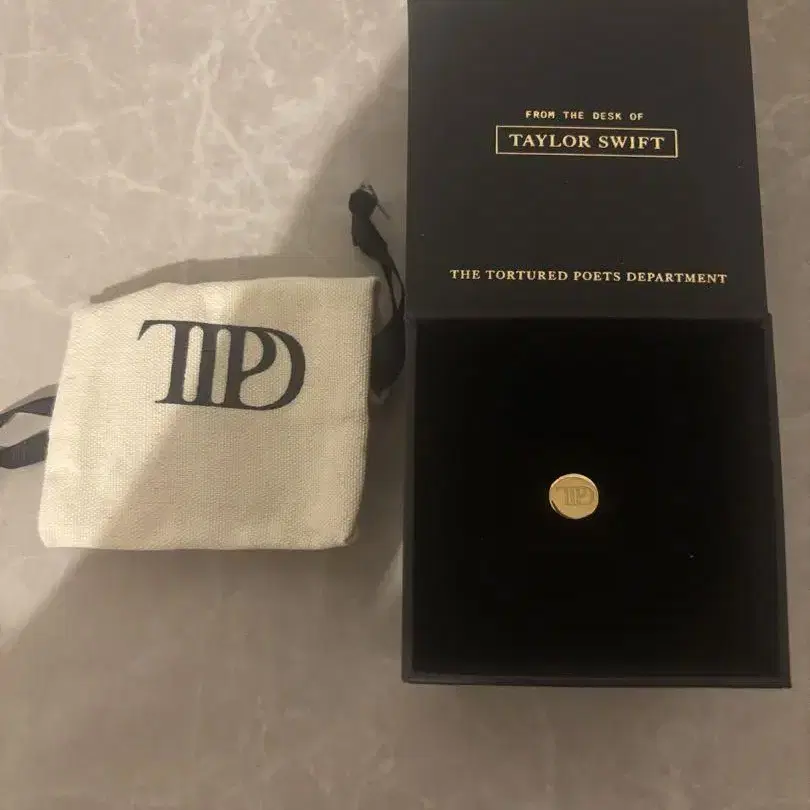 FROM THE DESK OF
TAYLOR SWIFT
THE TORTURED POETS DEPARTMENT
TTPD
TTPD